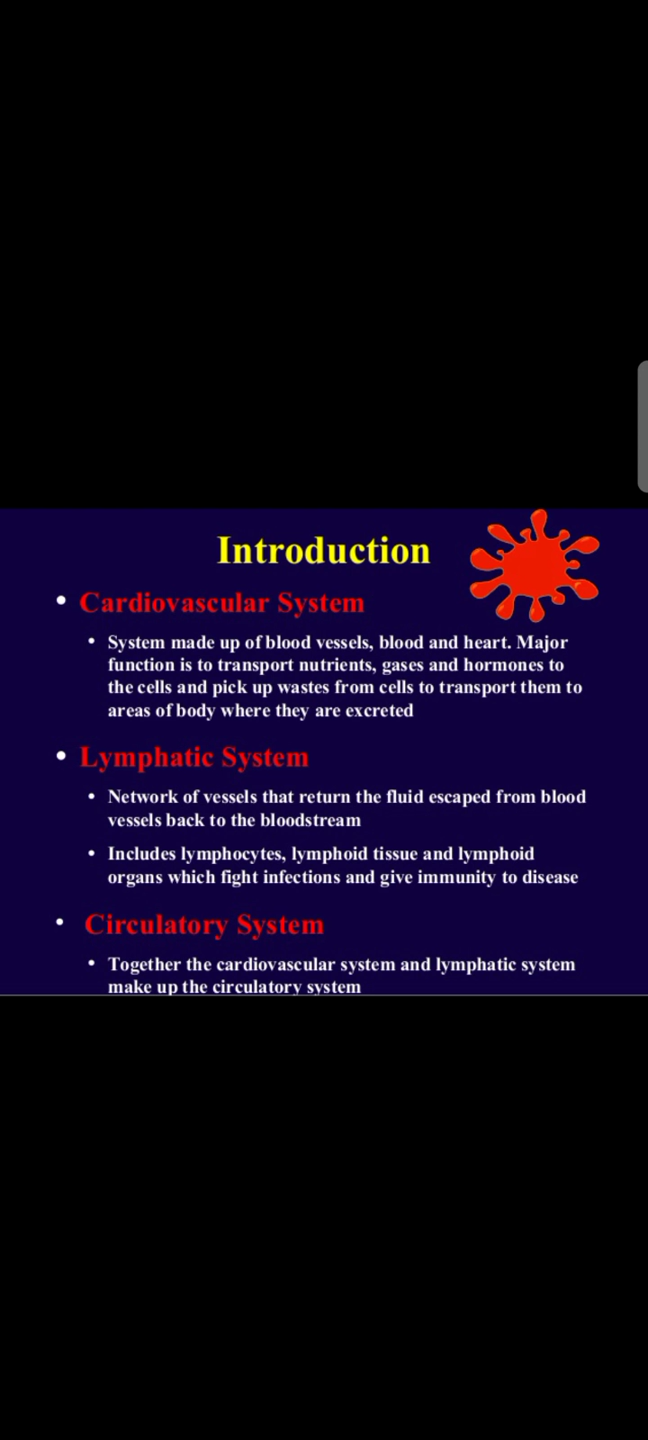 Introduction
• Cardiovascular System
• System made up of blood vessels, blood and heart. Major
function is to transport nutrients, gases and hormones to
the cells and pick up wastes from cells to transport them to
areas of body where they are excreted
• Lymphatic System
• Network of vessels that return the fluid escaped from blood
vessels back to the bloodstream
• Includes lymphocytes, lymphoid tissue and lymphoid
organs which fight infections and give immunity to disease
• Circulatory System
• Together the cardiovascular system and lymphatic system
make up the circulatory system